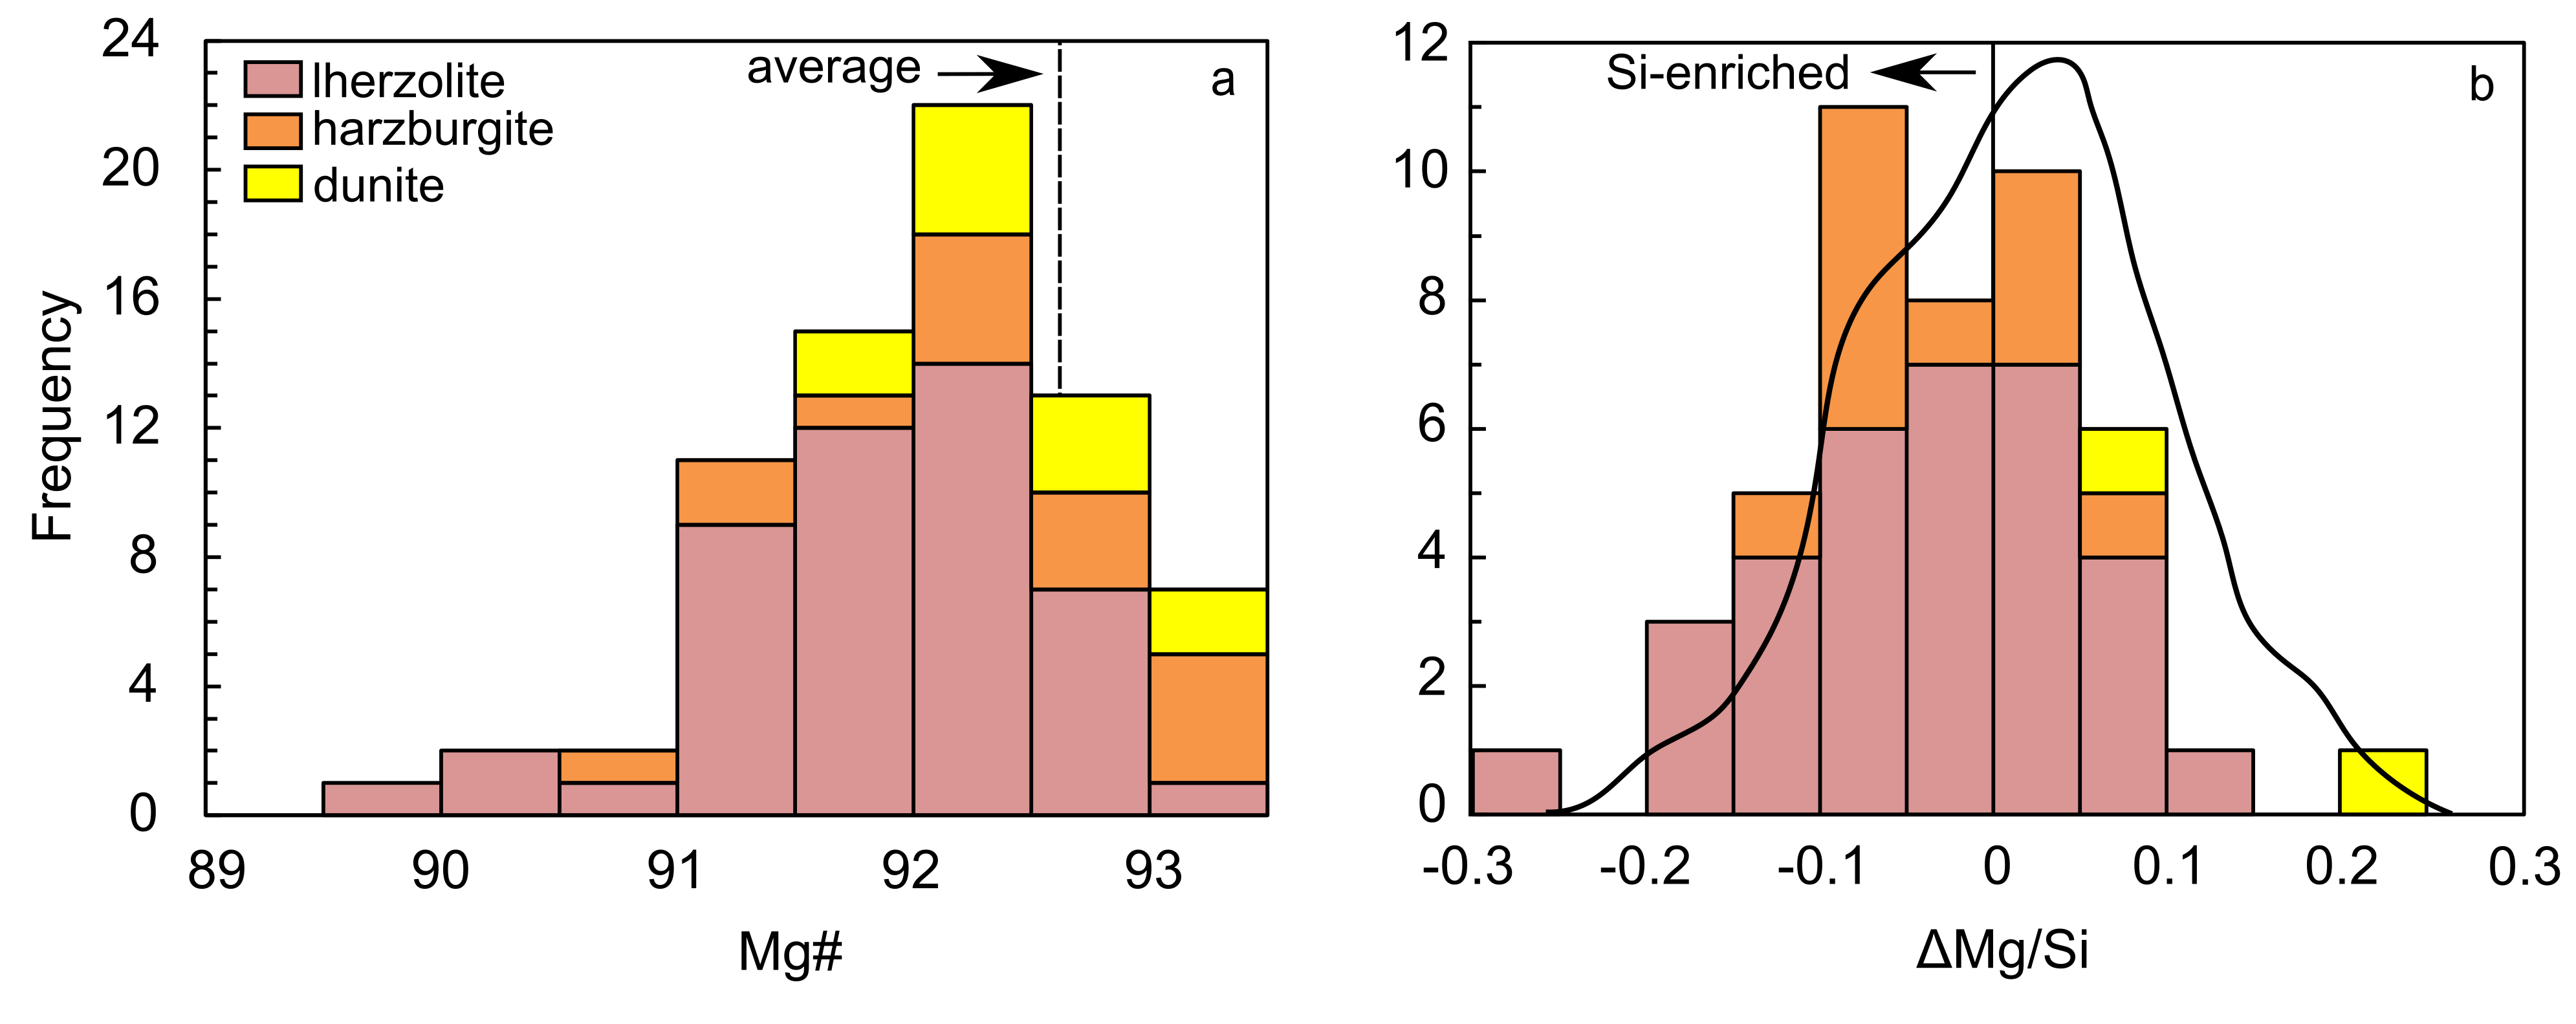 24
20
16
12
8
4
0
Frequency
lherzolite
harzburgite
dunite
average
a
89
90
91
92
93
Mg#
12
10
8
6
4
2
0
Si-enriched
b
-0.3
-0.2
-0.1
0
0.1
0.2
0.3
ΔMg/Si